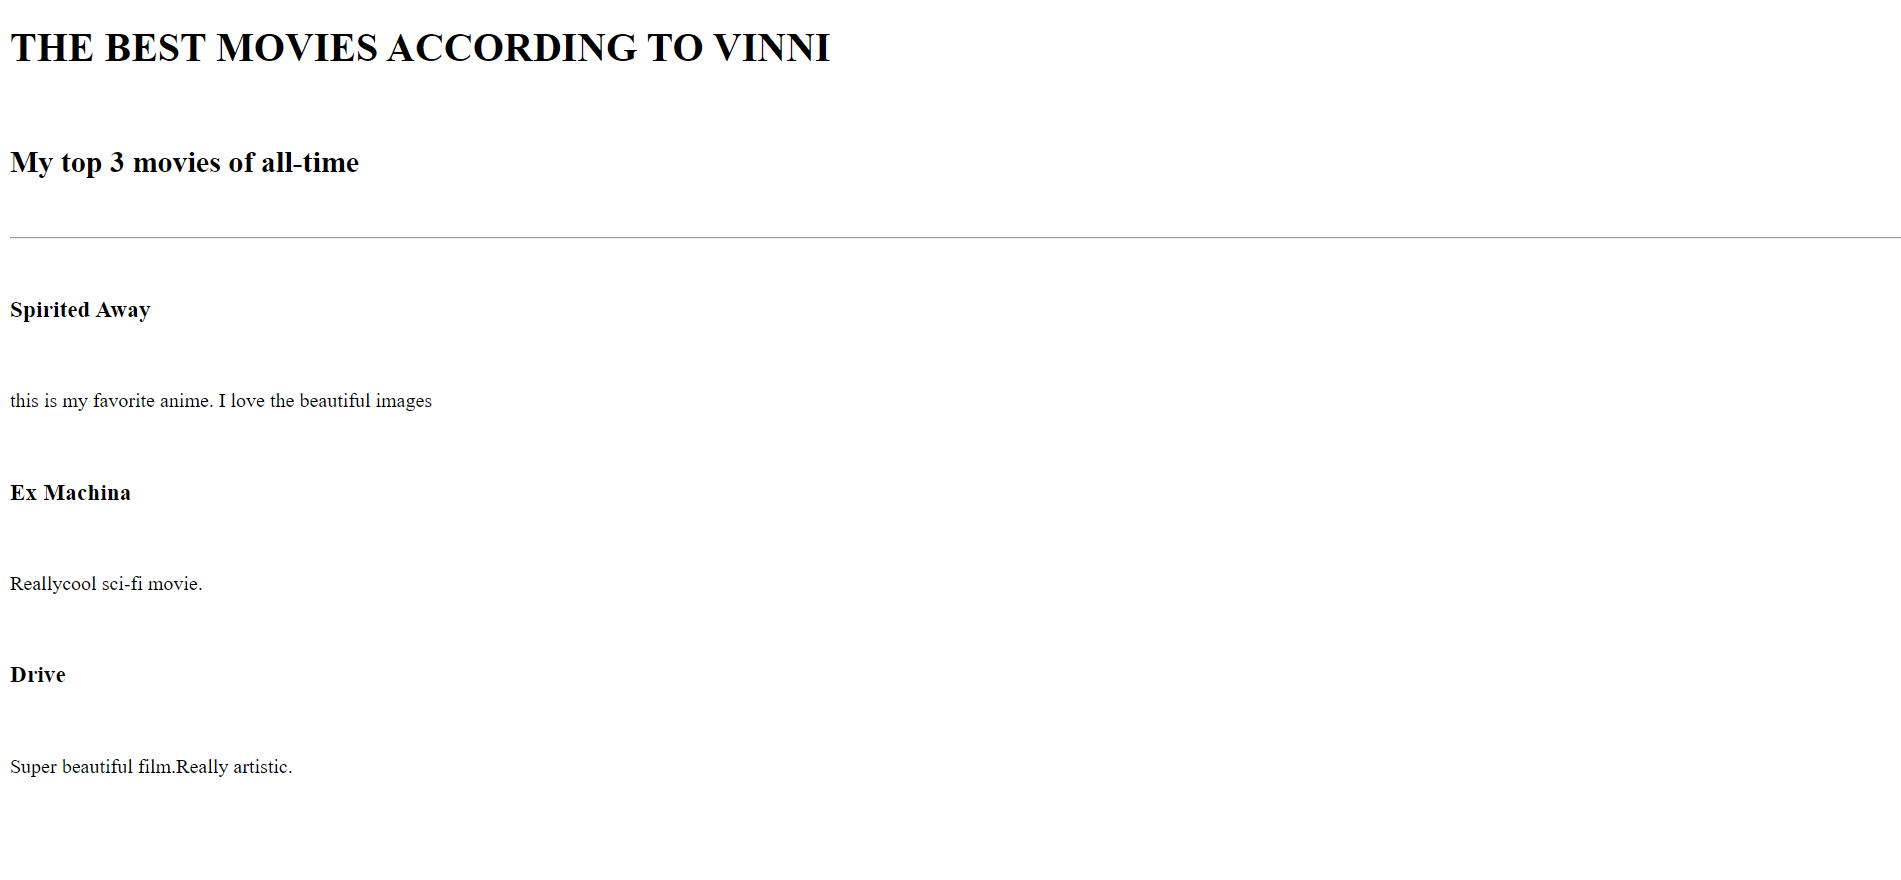 THE BEST MOVIES ACCORDING TO VINNI
My top 3 movies of all-time
Spirited Away
this is my favorite anime. I love the beautiful images
Ex Machina
Reallycool sci-fi movie.
Drive
Super beautiful film.Really artistic.